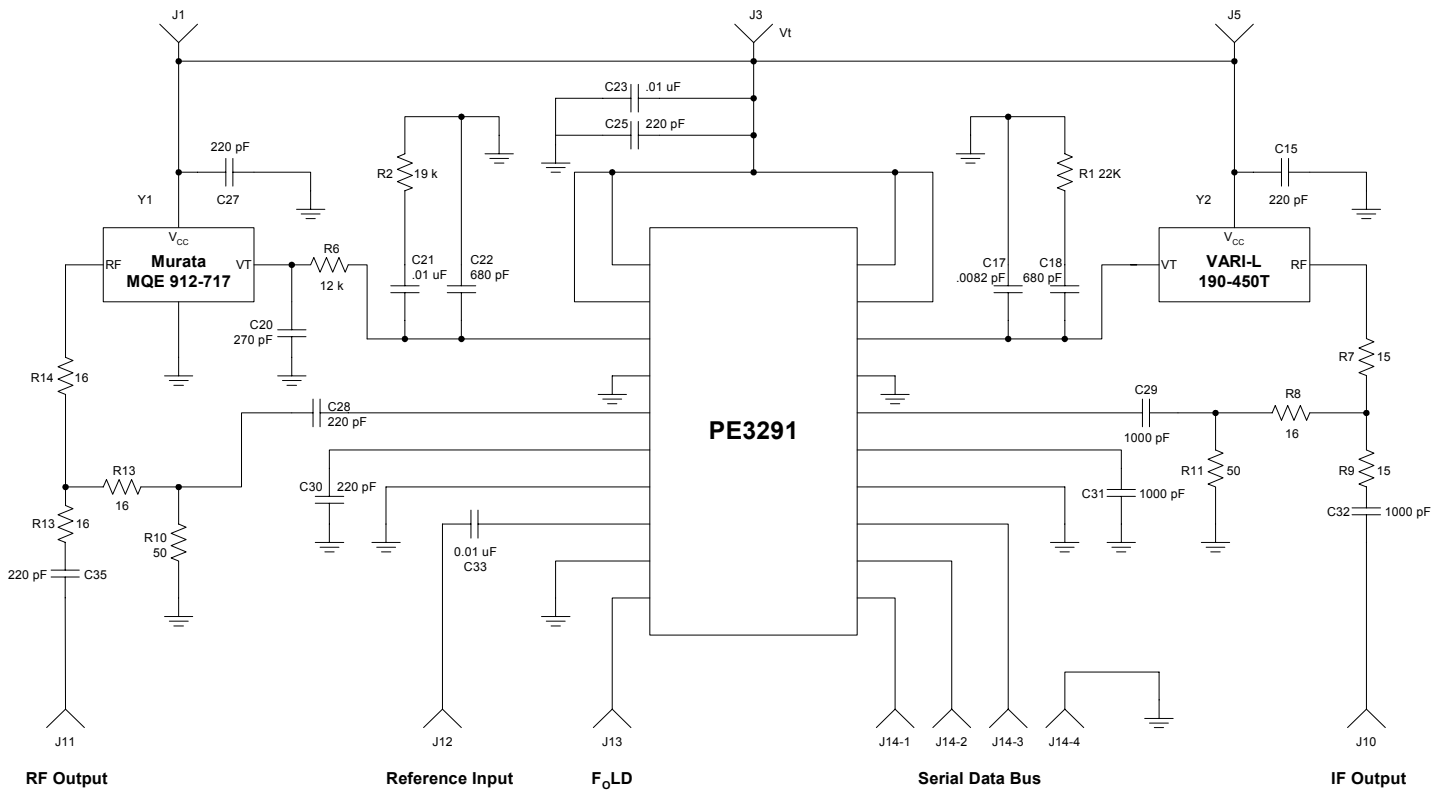 J1
J3
Vt
J5
C23 .01 uF
C25 220 pF
220 pF
C27
R2 19 k
R1 22K
C15
220 pF
Y1
Y2
VCC
RF Murata VT
MQE 912-717
R6
12 k
C21
.01 uF
C22
680 pF
C17
.0082 pF
C18
680 pF
VCC
VT VARI-L RF
190-450T
C20
270 pF
R14 16
R7 15
C28
220 pF
PE3291
C29
1000 pF
R8
16
R13
16
C30 220 pF
C31 1000 pF
R11 50
R9 15
R13 16
R10
50
0.01 uF
C33
C32 1000 pF
220 pF C35
J11
J12
J13
J14-1
J14-2
J14-3
J14-4
J10
RF Output
Reference Input
FOLD
Serial Data Bus
IF Output